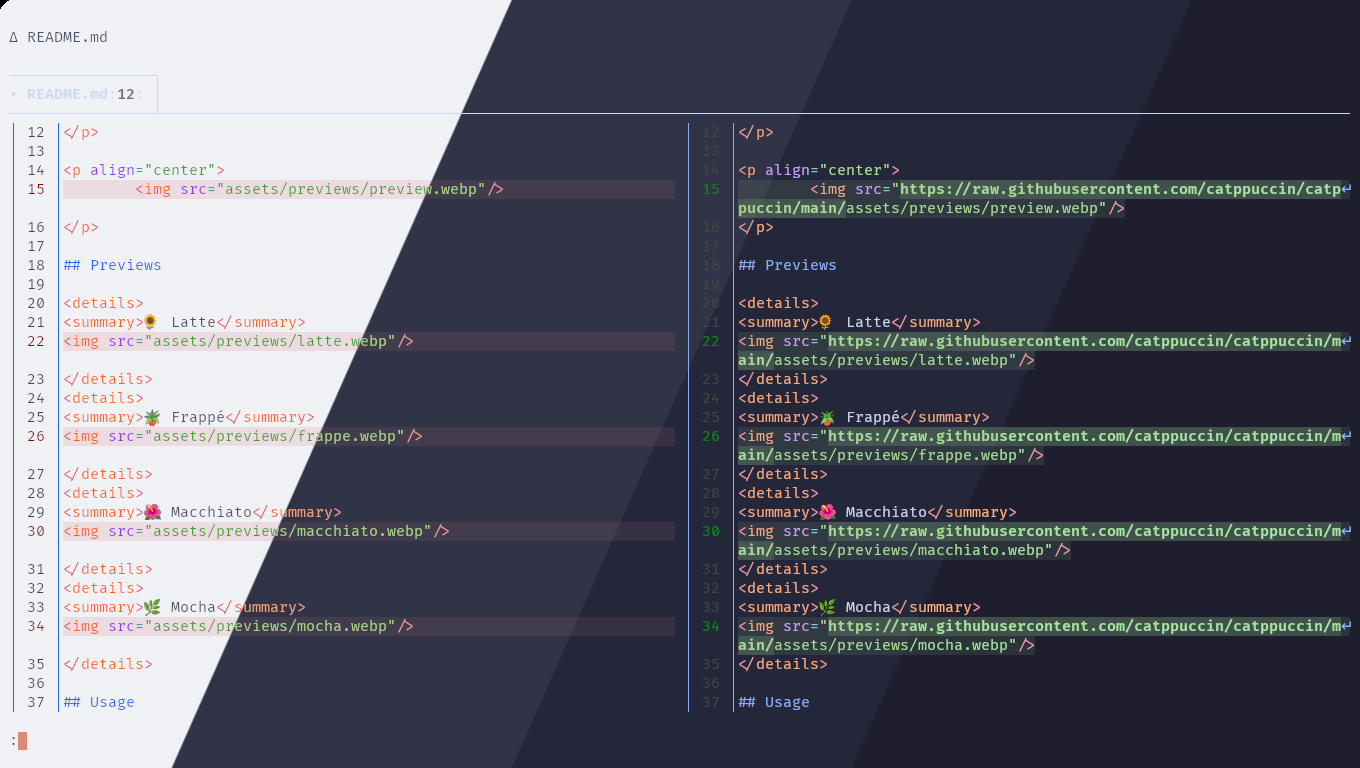 Δ README.md
• README.md:12:
12 </p> 12 </p>
13 13
14 <p align="center"> 14 <p align="center">
15         <img src="assets/previews/preview.webp"/> 15         <img src="https://raw.githubusercontent.com/catppuccin/catp↵
puccin/main/assets/previews/preview.webp"/>
16 </p> 16 </p>
17 17
18 ## Previews 18 ## Previews
19 19
20 <details> 20 <details>
21 <summary>🌻 Latte</summary> 21 <summary>🌻 Latte</summary>
22 <img src="assets/previews/latte.webp"/> 22 <img src="https://raw.githubusercontent.com/catppuccin/catppuccin/m↵
ain/assets/previews/latte.webp"/>
23 </details> 23 </details>
24 <details> 24 <details>
25 <summary>🪴 Frappé</summary> 25 <summary>🪴 Frappé</summary>
26 <img src="assets/previews/frappe.webp"/> 26 <img src="https://raw.githubusercontent.com/catppuccin/catppuccin/m↵
ain/assets/previews/frappe.webp"/>
27 </details> 27 </details>
28 <details> 28 <details>
29 <summary>🌺 Macchiato</summary> 29 <summary>🌺 Macchiato</summary>
30 <img src="assets/previews/macchiato.webp"/> 30 <img src="https://raw.githubusercontent.com/catppuccin/catppuccin/m↵
ain/assets/previews/macchiato.webp"/>
31 </details> 31 </details>
32 <details> 32 <details>
33 <summary>🌿 Mocha</summary> 33 <summary>🌿 Mocha</summary>
34 <img src="assets/previews/mocha.webp"/> 34 <img src="https://raw.githubusercontent.com/catppuccin/catppuccin/m↵
ain/assets/previews/mocha.webp"/>
35 </details> 35 </details>
36 36
37 ## Usage 37 ## Usage
: